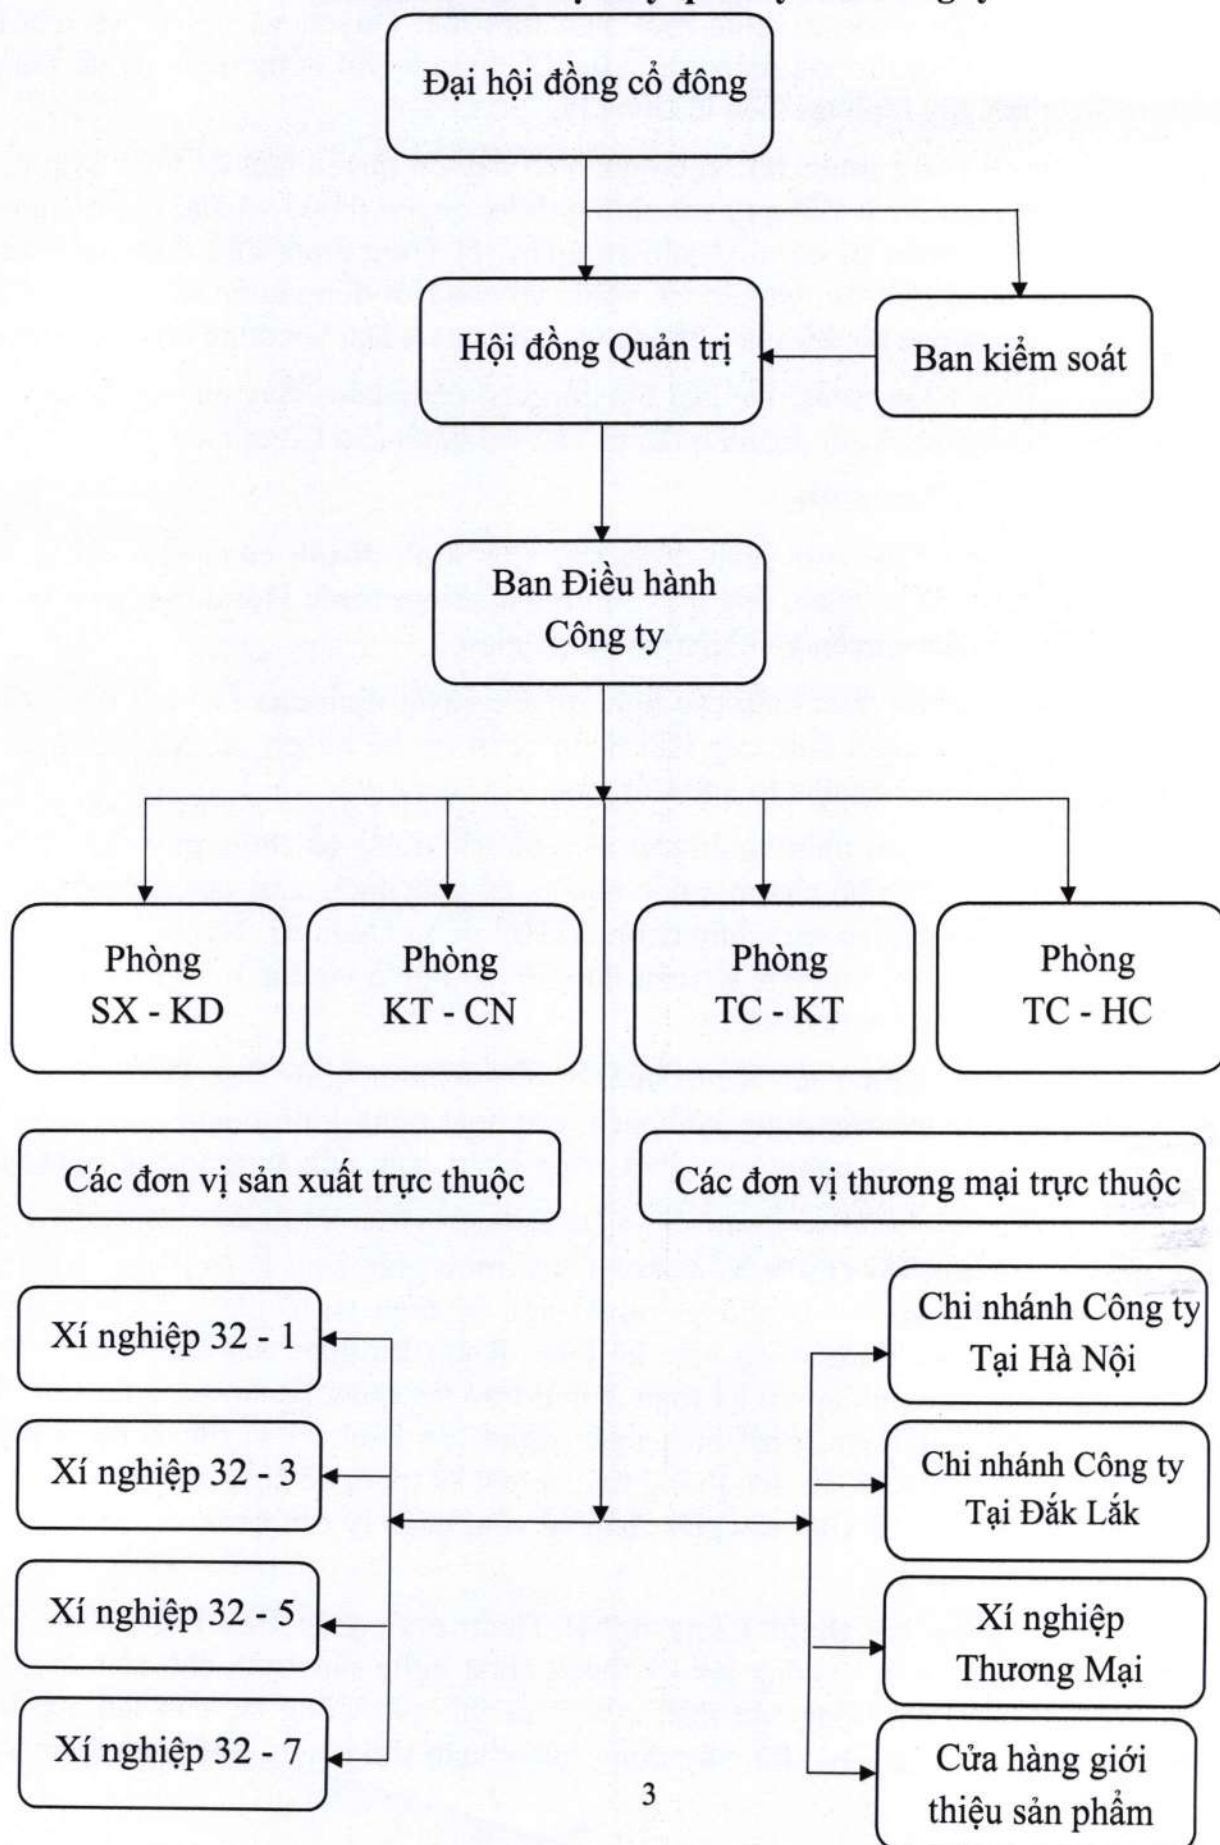 Đại hội đồng cổ đông
Hội đồng Quản trị
Ban kiểm soát
Ban Điều hành
Công ty
Phòng
SX - KD
Phòng
KT - CN
Phòng
TC - KT
Phòng
TC - HC
Các đơn vị sản xuất trực thuộc
Các đơn vị thương mại trực thuộc
Xí nghiệp 32 - 1
Xí nghiệp 32 - 3
Xí nghiệp 32 - 5
Xí nghiệp 32 - 7
Chi nhánh Công ty
Tại Hà Nội
Chi nhánh Công ty
Tại Đắk Lắk
Xí nghiệp
Thương Mại
Cửa hàng giới
thiệu sản phẩm
3